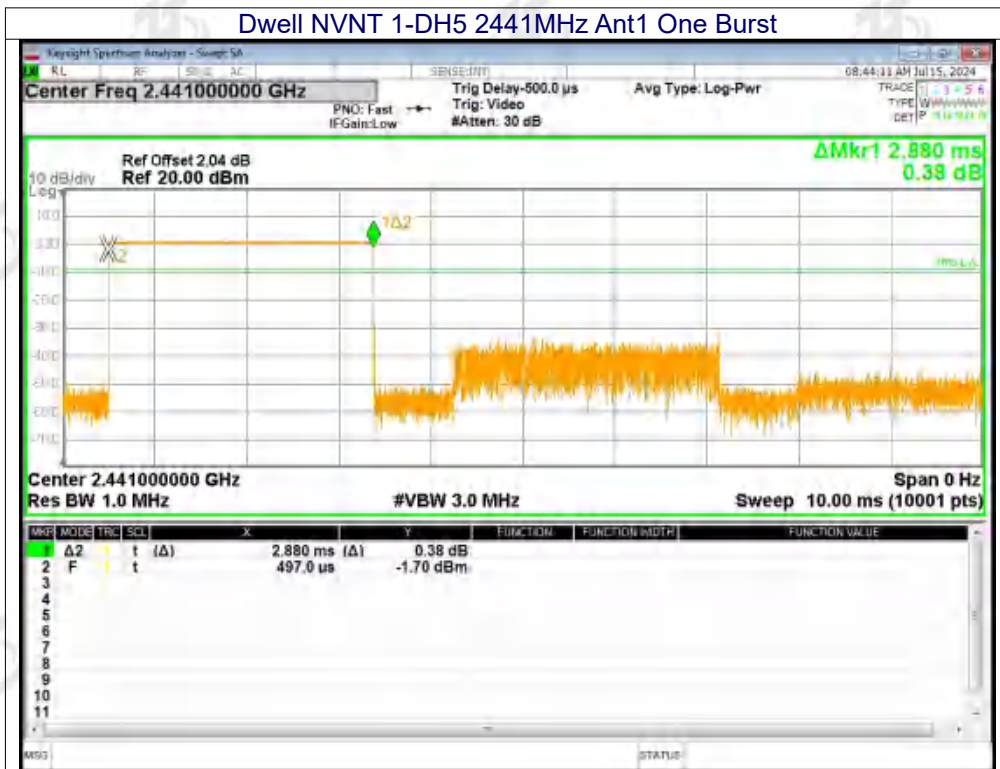 Dwell NVNT 1-DH5 2441MHz Ant1 One Burst
Keysight Spectrum Analyzer - Swept SA
RL RF AC SENSE:INT 08:44:33 AM Jul 15, 2024
Center Freq 2.441000000 GHz
PNO: Fast
IFGain:Low
Trig Delay-500.0 µs
Trig: Video
#Atten: 30 dB
Avg Type: Log-Pwr
TRACE
TYPE
DET P
ΔMkr1 2.880 ms
0.38 dB
Ref Offset 2.04 dB
10 dB/div Ref 20.00 dBm
Log
1Δ2
X2
Center 2.441000000 GHz Span 0 Hz
Res BW 1.0 MHz #VBW 3.0 MHz Sweep 10.00 ms (10001 pts)
MKR MODE TRC SCL X Y FUNCTION FUNCTION WIDTH FUNCTION VALUE
1 Δ2 1 t (Δ) 2.880 ms (Δ) 0.38 dB
2 F 1 t 497.0 µs -1.70 dBm
3
4
5
6
7
8
9
10
11
MSG STATUS